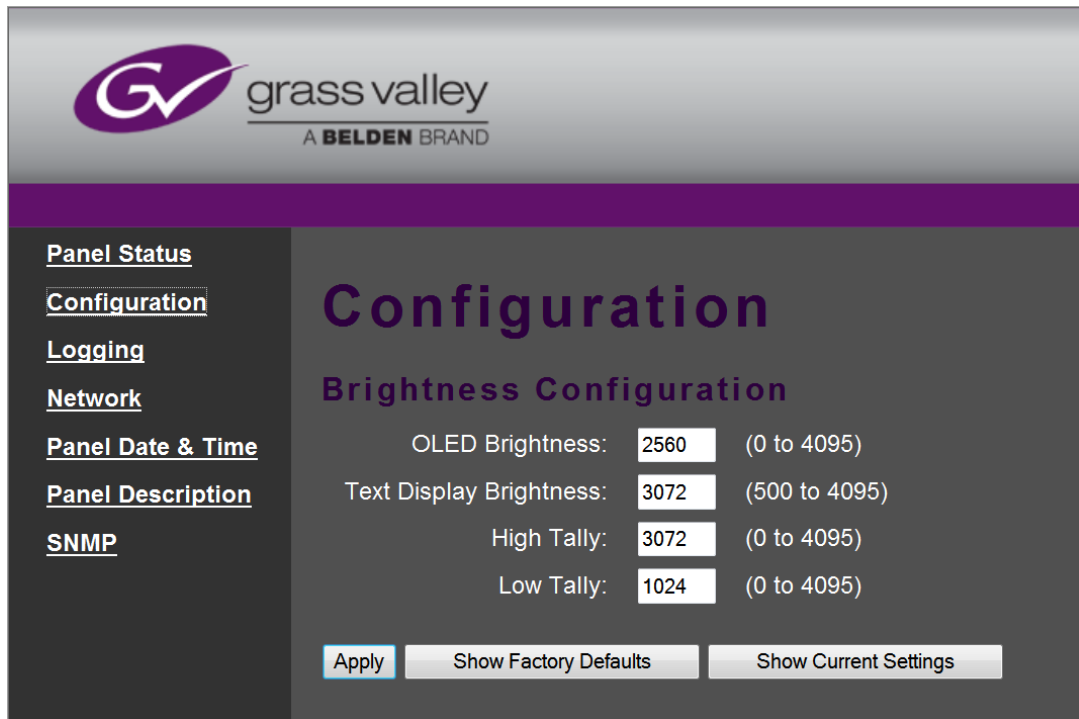 GV
grass valley
A BELDEN BRAND
Panel Status
Configuration
Logging
Network
Panel Date & Time
Panel Description
SNMP
Configuration
Brightness Configuration
OLED Brightness: 2560 (0 to 4095)
Text Display Brightness: 3072 (500 to 4095)
High Tally: 3072 (0 to 4095)
Low Tally: 1024 (0 to 4095)
Apply Show Factory Defaults Show Current Settings